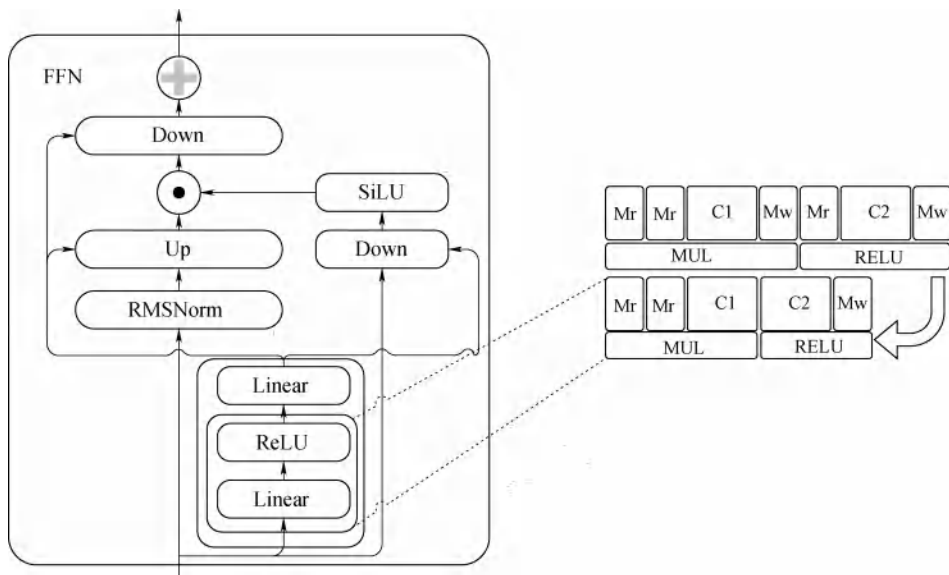 FFN
Down
SiLU
Up
Down
RMSNorm
Linear
ReLU
Linear
Mr Mr C1 Mw Mr C2 Mw
MUL RELU
Mr Mr C1 C2 Mw
MUL RELU